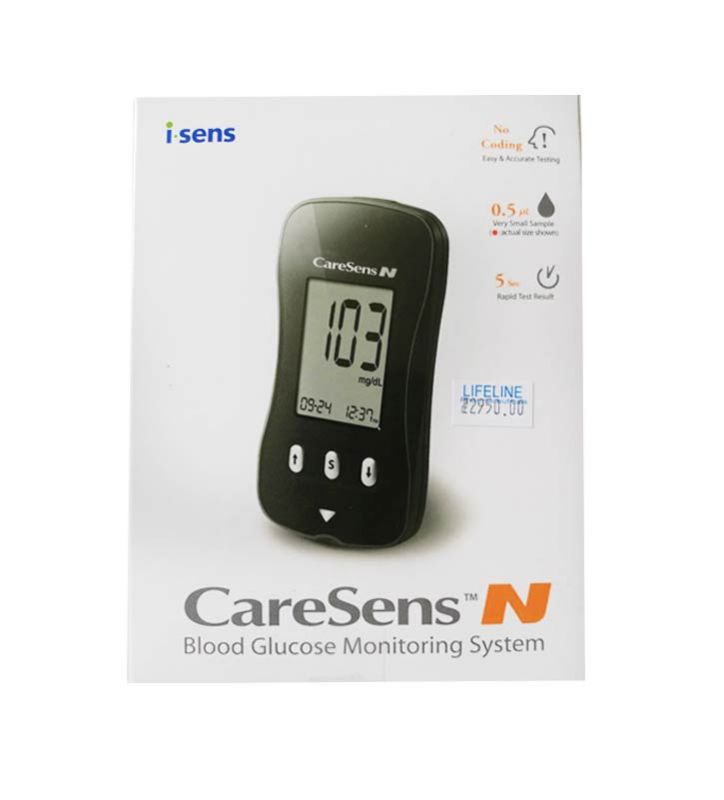 i·sens
No
Coding
Easy & Accurate Testing
0.5 µl
Very Small Sample
( actual size shown)
5 Sec
Rapid Test Result
CareSens N
103
mg/dL
09-24 12:37
S
LIFELINE
2950.00
CareSens™ N
Blood Glucose Monitoring System